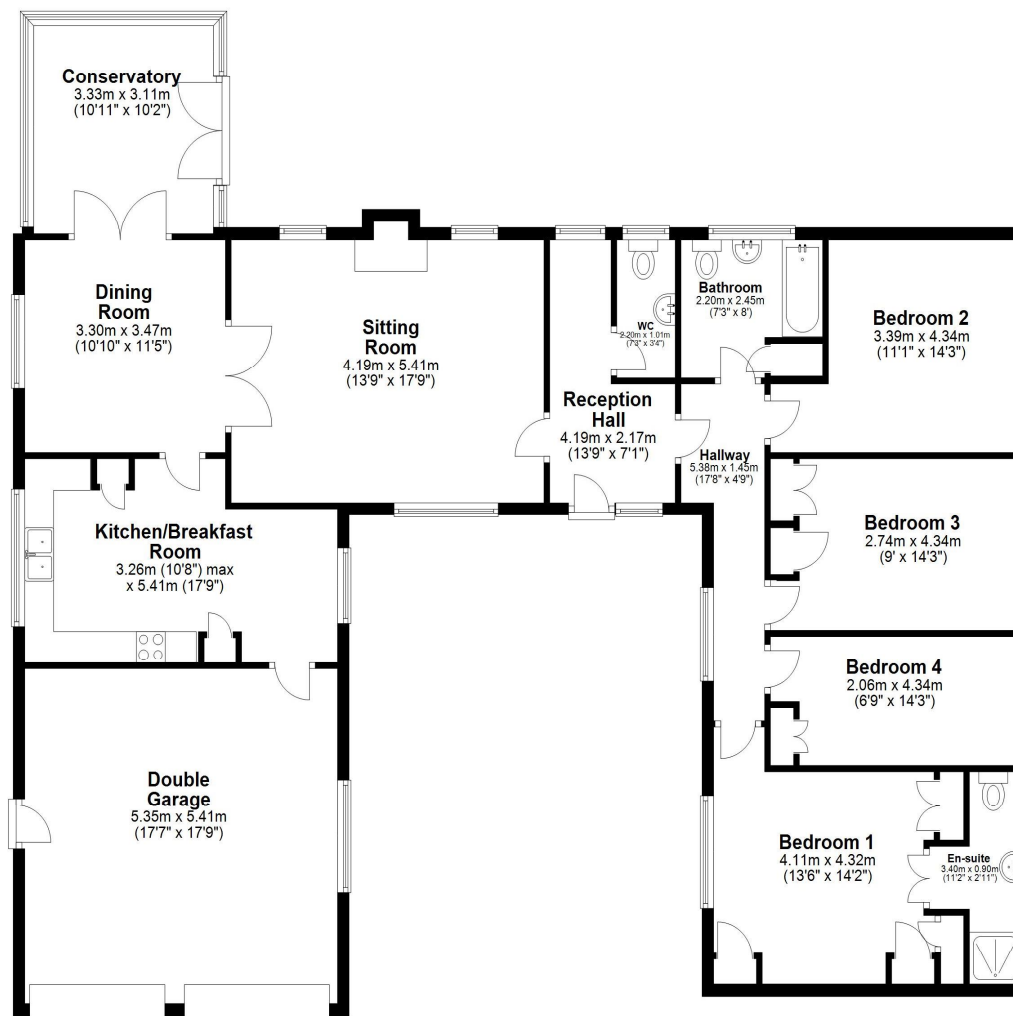 Conservatory
3.33m x 3.11m
(10'11" x 10'2")
Dining
Room
3.30m x 3.47m
(10'10" x 11'5")
Sitting
Room
4.19m x 5.41m
(13'9" x 17'9")
WC
2.20m x 1.01m
(7'3" x 3'4")
Bathroom
2.20m x 2.45m
(7'3" x 8')
Bedroom 2
3.39m x 4.34m
(11'1" x 14'3")
Reception
Hall
4.19m x 2.17m
(13'9" x 7'1")
Hallway
5.38m x 1.45m
(17'8" x 4'9")
Kitchen/Breakfast
Room
3.26m (10'8") max
x 5.41m (17'9")
Bedroom 3
2.74m x 4.34m
(9' x 14'3")
Bedroom 4
2.06m x 4.34m
(6'9" x 14'3")
Double
Garage
5.35m x 5.41m
(17'7" x 17'9")
Bedroom 1
4.11m x 4.32m
(13'6" x 14'2")
En-suite
3.40m x 0.90m
(11'2" x 2'11")